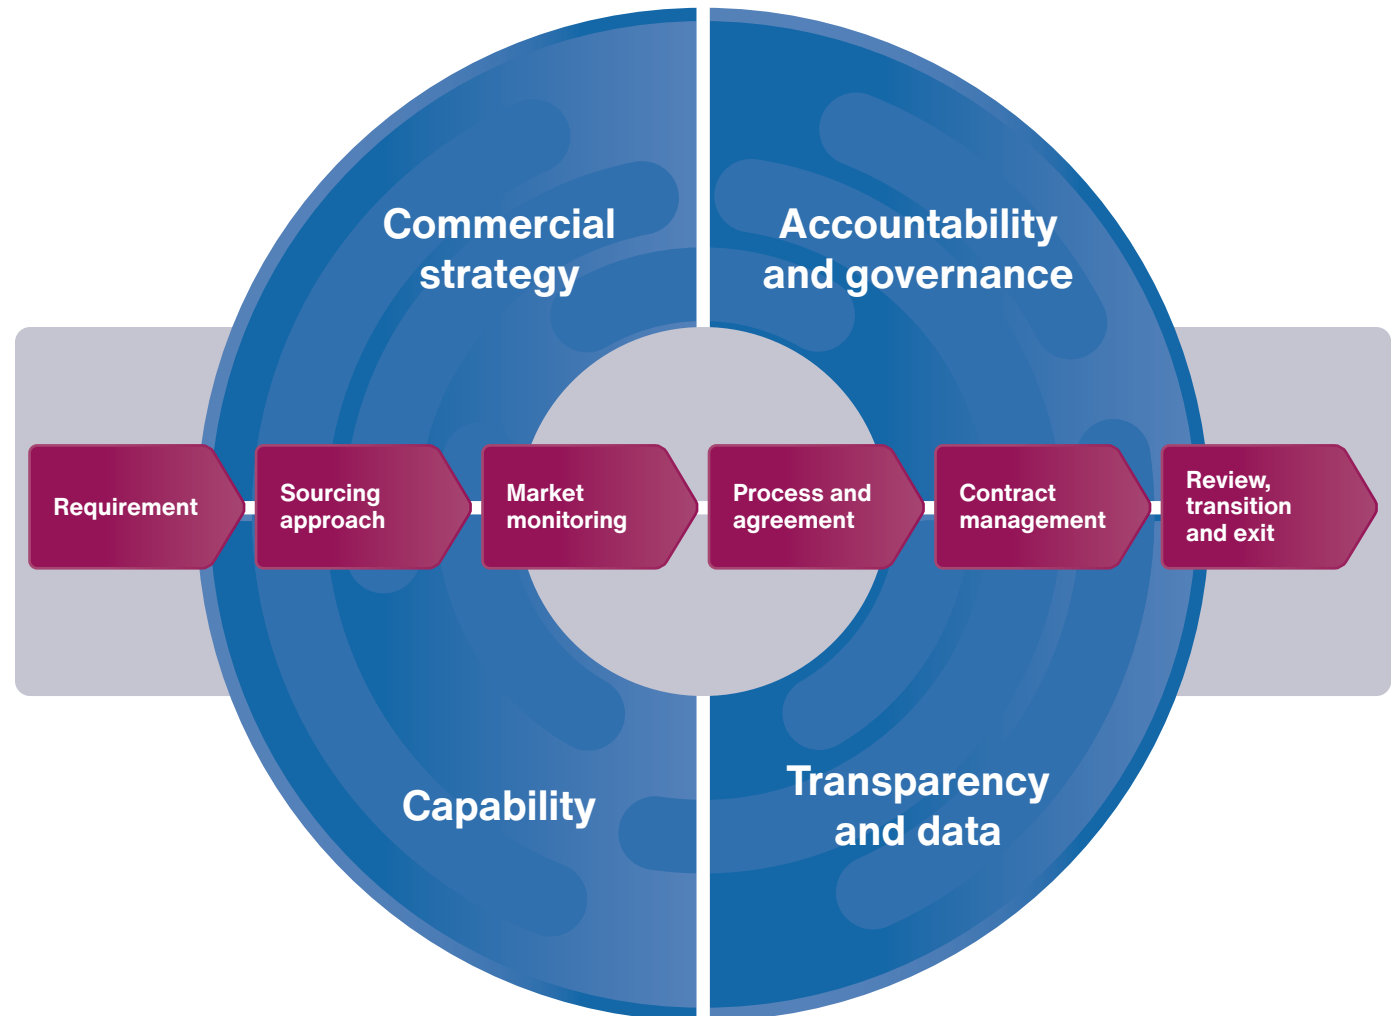 Commercial
strategy
Accountability
and governance
Requirement
Sourcing
approach
Market
monitoring
Process and
agreement
Contract
management
Review,
transition
and exit
Capability
Transparency
and data